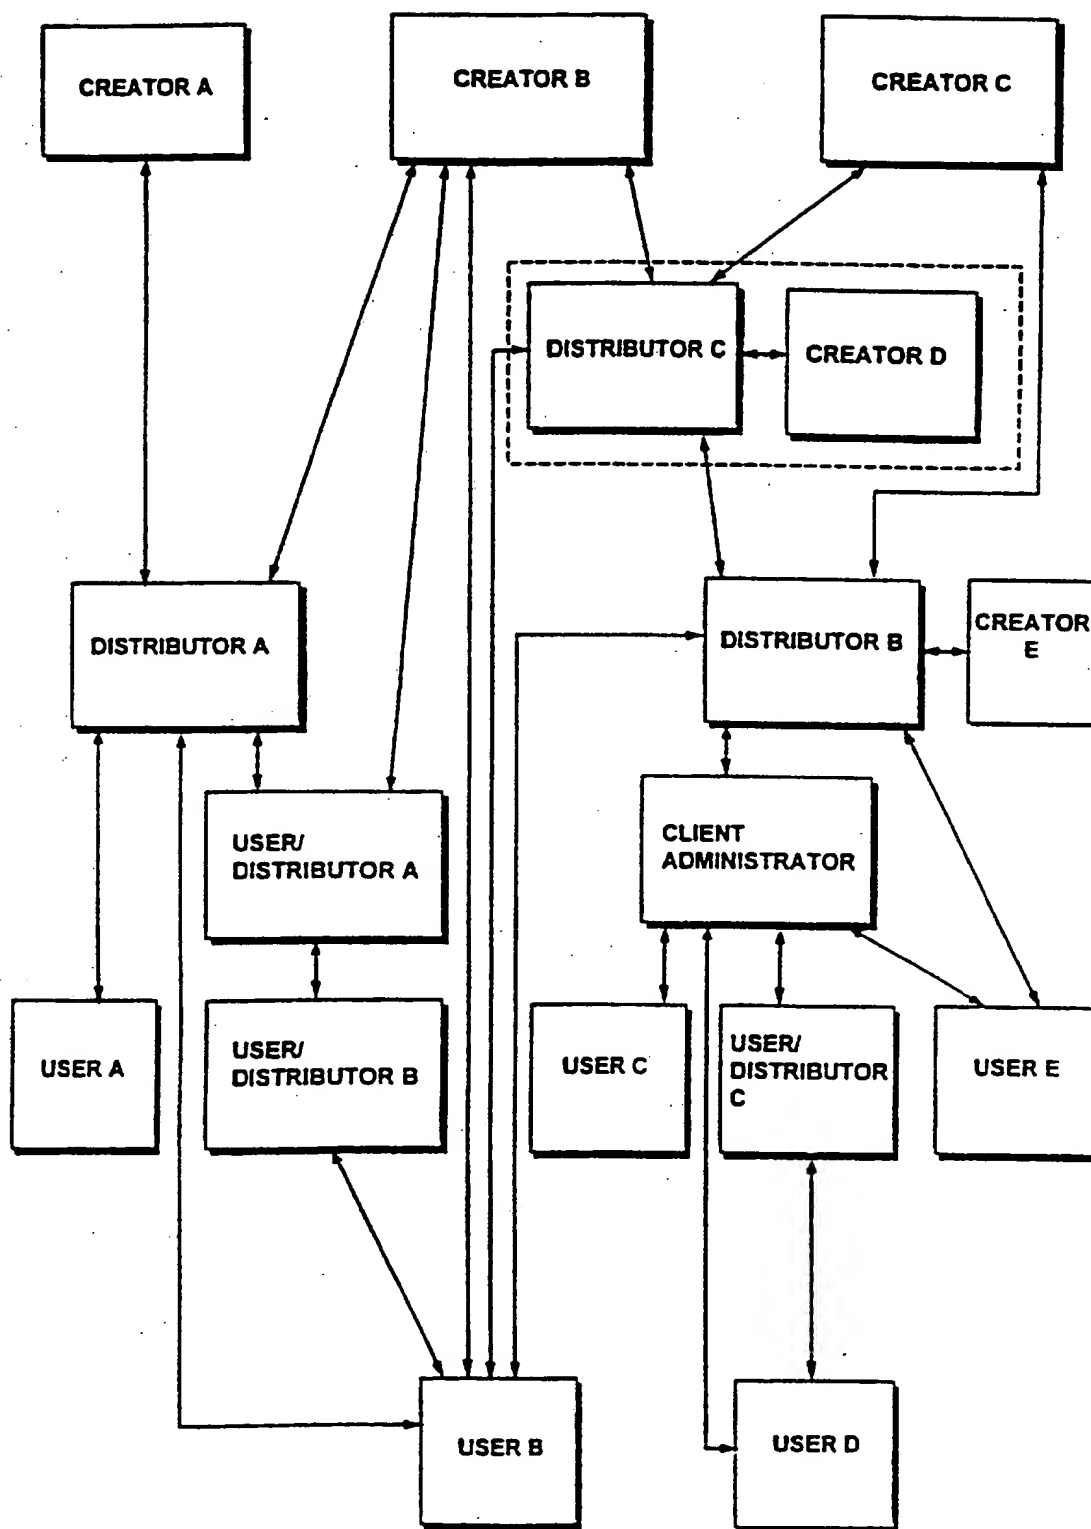 CREATOR A
CREATOR B
CREATOR C
DISTRIBUTOR C
CREATOR D
DISTRIBUTOR A
DISTRIBUTOR B
CREATOR
E
USER/
DISTRIBUTOR A
CLIENT
ADMINISTRATOR
USER A
USER/
DISTRIBUTOR B
USER C
USER/
DISTRIBUTOR
C
USER E
USER B
USER D